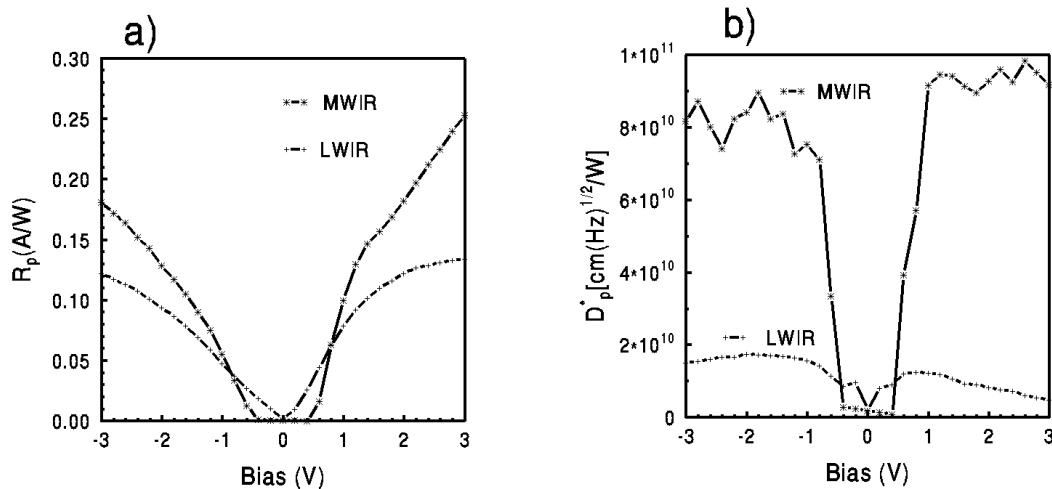 a)
0.30
0.25
0.20
0.15
0.10
0.05
0.00
Rp(A/W)
MWIR
LWIR
-3 -2 -1 0 1 2 3
Bias (V)
b)
1*10^11
8*10^10
6*10^10
4*10^10
2*10^10
0
D*p[cm(Hz)^1/2/W]
MWIR
LWIR
-3 -2 -1 0 1 2 3
Bias (V)